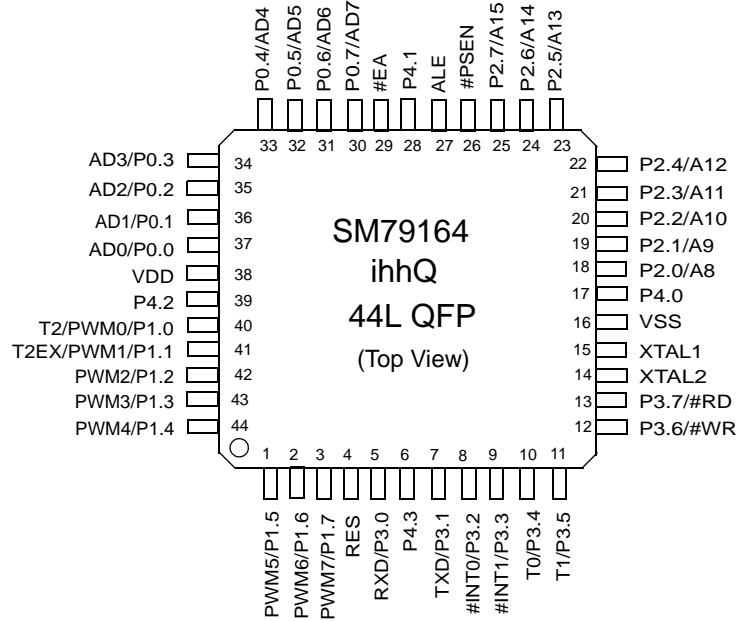 P0.4/AD4
P0.5/AD5
P0.6/AD6
P0.7/AD7
#EA
P4.1
ALE
#PSEN
P2.7/A15
P2.6/A14
P2.5/A13
33 32 31 30 29 28 27 26 25 24 23
AD3/P0.3 34
AD2/P0.2 35
AD1/P0.1 36
AD0/P0.0 37
VDD 38
P4.2 39
T2/PWM0/P1.0 40
T2EX/PWM1/P1.1 41
PWM2/P1.2 42
PWM3/P1.3 43
PWM4/P1.4 44
SM79164
ihhQ
44L QFP
(Top View)
22 P2.4/A12
21 P2.3/A11
20 P2.2/A10
19 P2.1/A9
18 P2.0/A8
17 P4.0
16 VSS
15 XTAL1
14 XTAL2
13 P3.7/#RD
12 P3.6/#WR
1 2 3 4 5 6 7 8 9 10 11
PWM5/P1.5
PWM6/P1.6
PWM7/P1.7
RES
RXD/P3.0
P4.3
TXD/P3.1
#INT0/P3.2
#INT1/P3.3
T0/P3.4
T1/P3.5